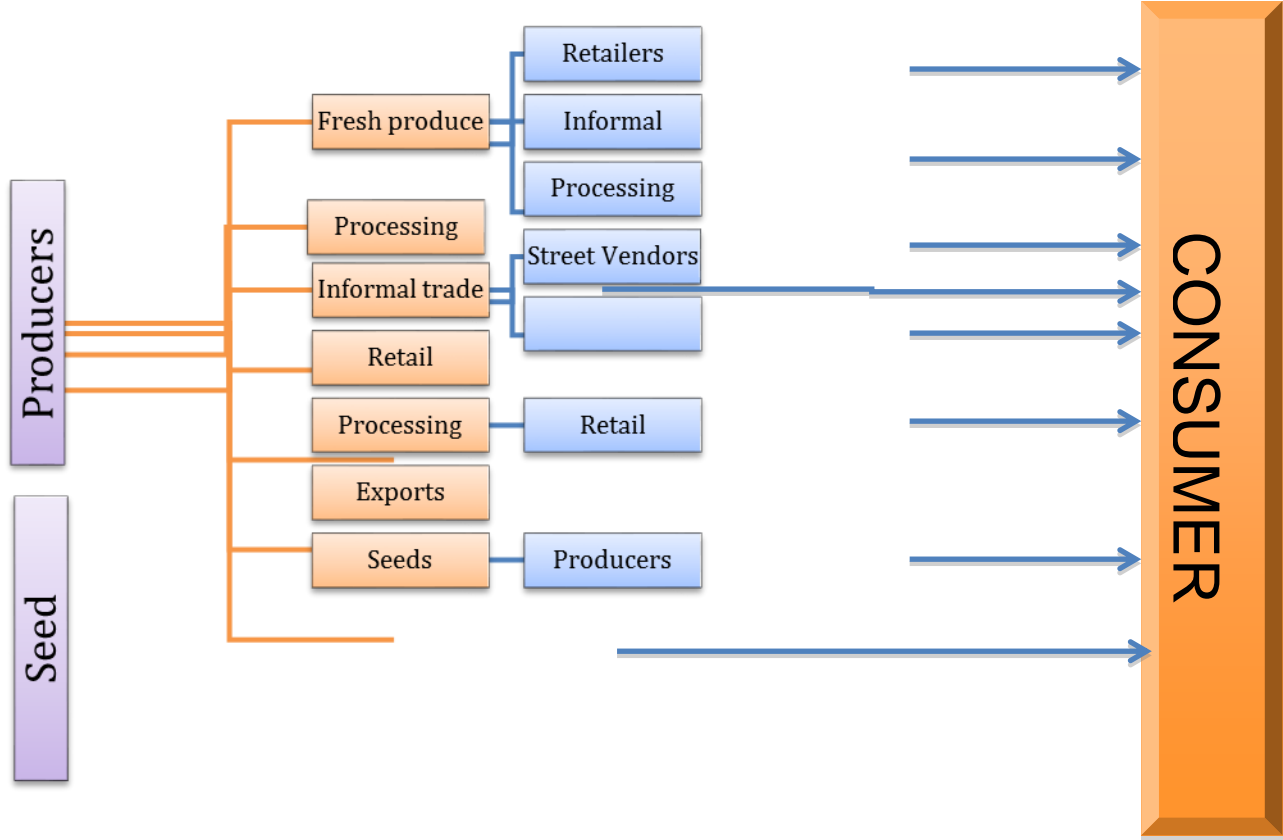 Producers
Seed
Fresh produce
Processing
Informal trade
Retail
Processing
Exports
Seeds
Retailers
Informal
Processing
Street Vendors
Retail
Producers
CONSUMER